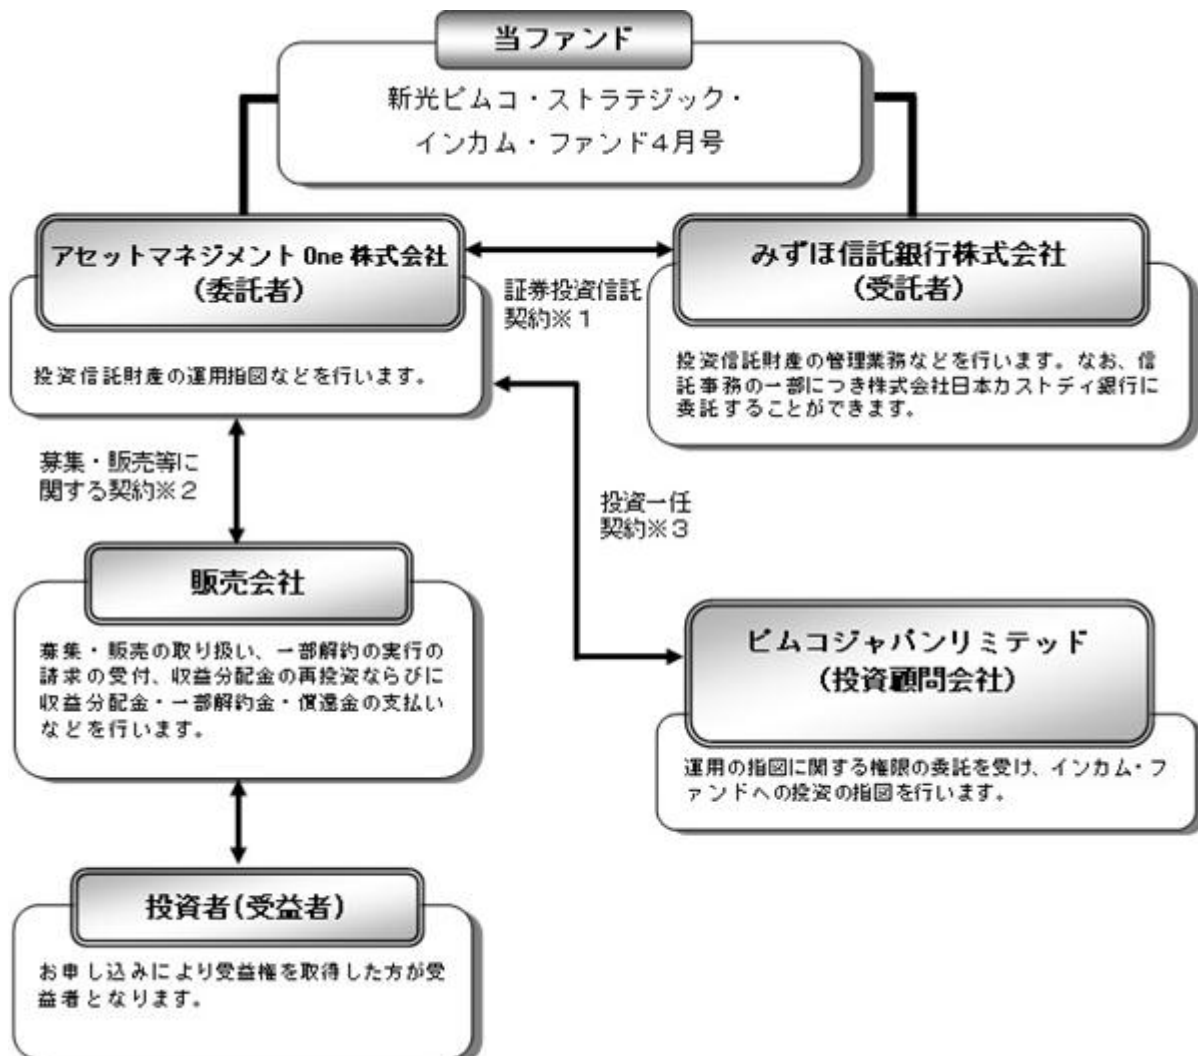 当ファンド
新光ピムコ・ストラテジック・
インカム・ファンド4月号
アセットマネジメント One 株式会社
(委託者)
投資信託財産の運用指図などを行います。
証券投資信託
契約※1
みずほ信託銀行株式会社
(受託者)
投資信託財産の管理業務などを行います。なお、信
託事務の一部につき株式会社日本カストディ銀行に
委託することができます。
募集・販売等に
関する契約※2
投資一任
契約※3
販売会社
募集・販売の取り扱い、一部解約の実行の
請求の受付、収益分配金の再投資ならびに
収益分配金・一部解約金・償還金の支払い
などを行います。
ピムコジャパンリミテッド
(投資顧問会社)
運用の指図に関する権限の委託を受け、インカム・フ
ァンドへの投資の指図を行います。
投資者(受益者)
お申し込みにより受益権を取得した方が受
益者となります。